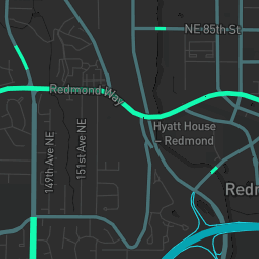 NE 85th St
Redmond Way
Hyatt House
– Redmond
149th Ave NE
151st Ave NE
Redm